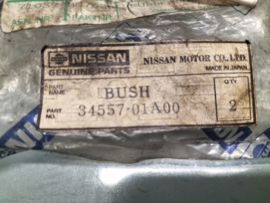 NISSAN
GENUINE PARTS
NISSAN MOTOR CO., LTD.
MADE IN JAPAN
PART NAME
BUSH
QTY
PART NO.
34557-01A00
2